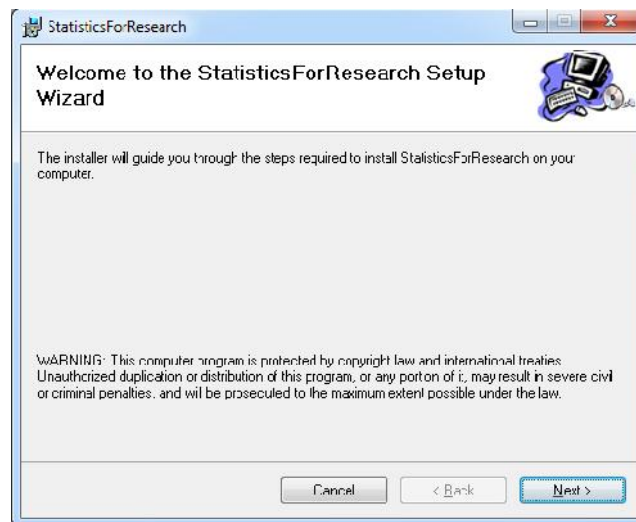 StatisticsForResearch
Welcome to the StatisticsForResearch Setup
Wizard
The installer will guide you through the steps required to install StatisticsForResearch on your
computer.
WARNING: This computer program is protected by copyright law and international treaties.
Unauthorized duplication or distribution of this program, or any portion of it, may result in severe civil
or criminal penalties, and will be prosecuted to the maximum extent possible under the law.
Cancel
< Back
Next >